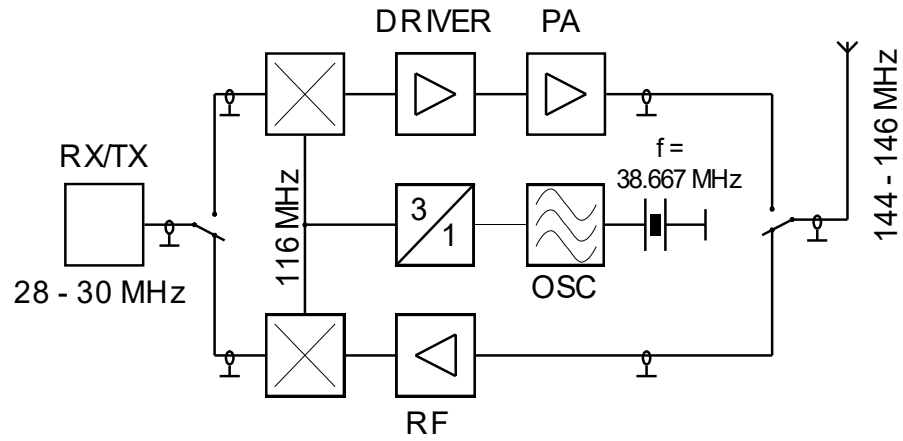 DRIVER
PA
RX/TX
28 - 30 MHz
116 MHz
3
1
OSC
f =
38.667 MHz
144 - 146 MHz
RF